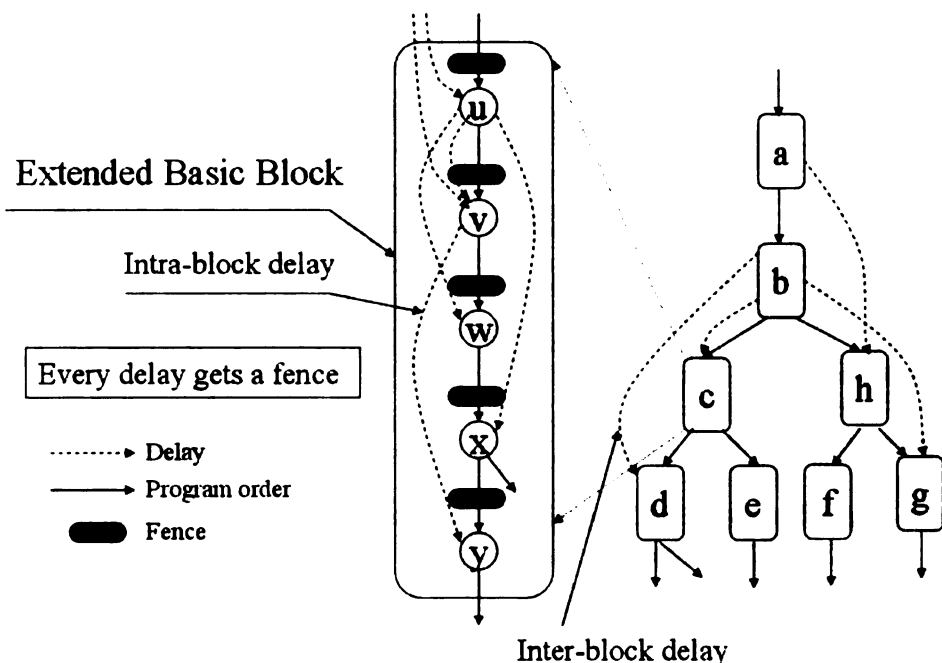 Extended Basic Block
Intra-block delay
Every delay gets a fence
Delay
Program order
Fence
u
v
w
x
y
a
b
c
h
d
e
f
g
Inter-block delay